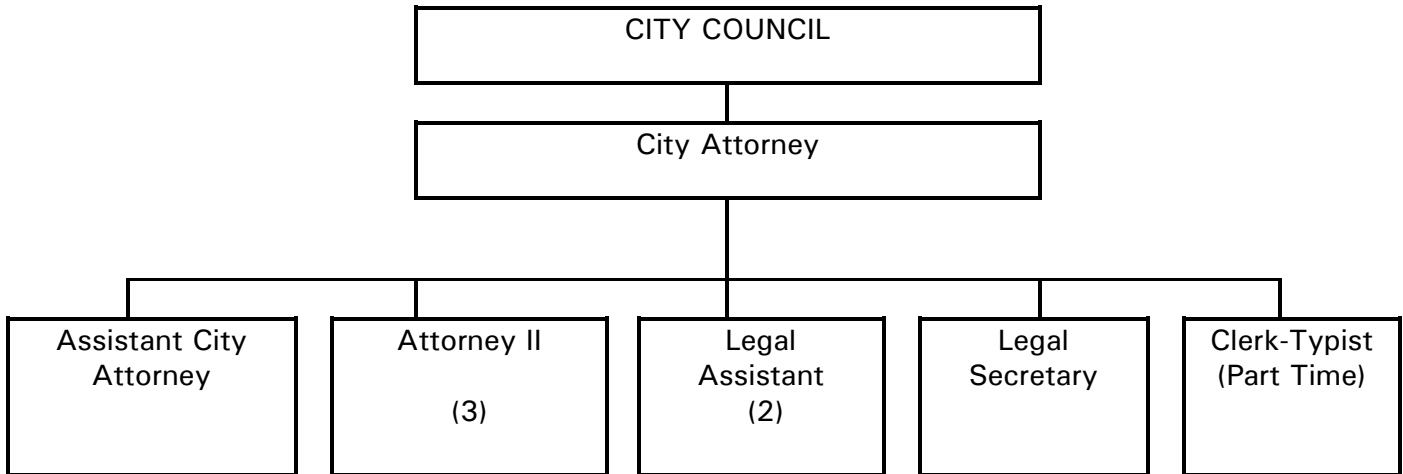 CITY COUNCIL
City Attorney
Assistant City
Attorney
Attorney II
(3)
Legal
Assistant
(2)
Legal
Secretary
Clerk-Typist
(Part Time)